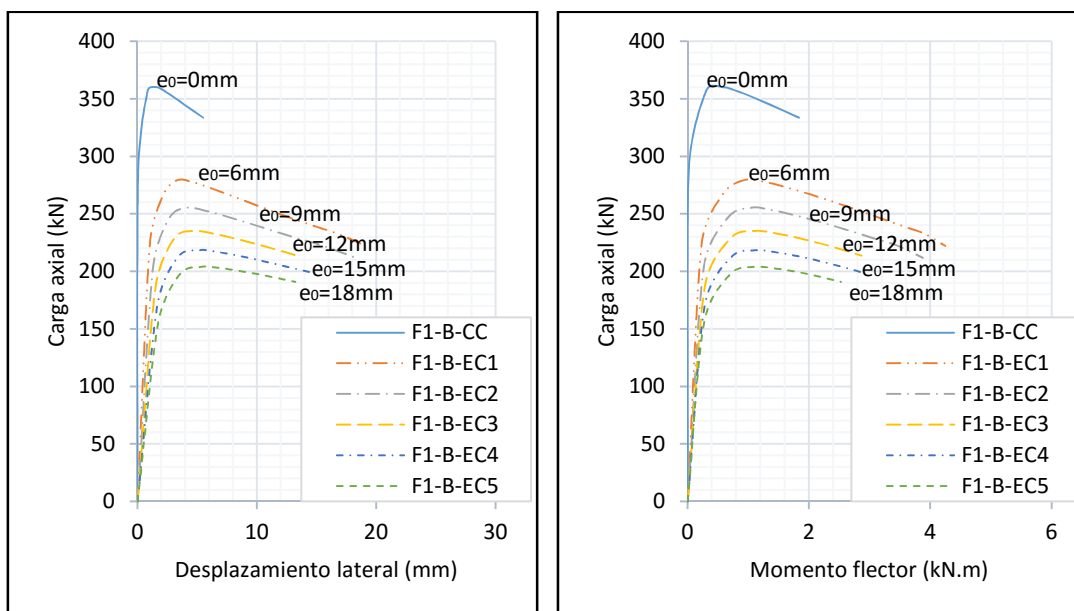 400
350
300
250
200
150
100
50
0
Carga axial (kN)
e₀=0mm
e₀=6mm
e₀=9mm
e₀=12mm
e₀=15mm
e₀=18mm
F1-B-CC
F1-B-EC1
F1-B-EC2
F1-B-EC3
F1-B-EC4
F1-B-EC5
0 10 20 30
Desplazamiento lateral (mm)
400
350
300
250
200
150
100
50
0
Carga axial (kN)
e₀=0mm
e₀=6mm
e₀=9mm
e₀=12mm
e₀=15mm
e₀=18mm
F1-B-CC
F1-B-EC1
F1-B-EC2
F1-B-EC3
F1-B-EC4
F1-B-EC5
0 2 4 6
Momento flector (kN.m)